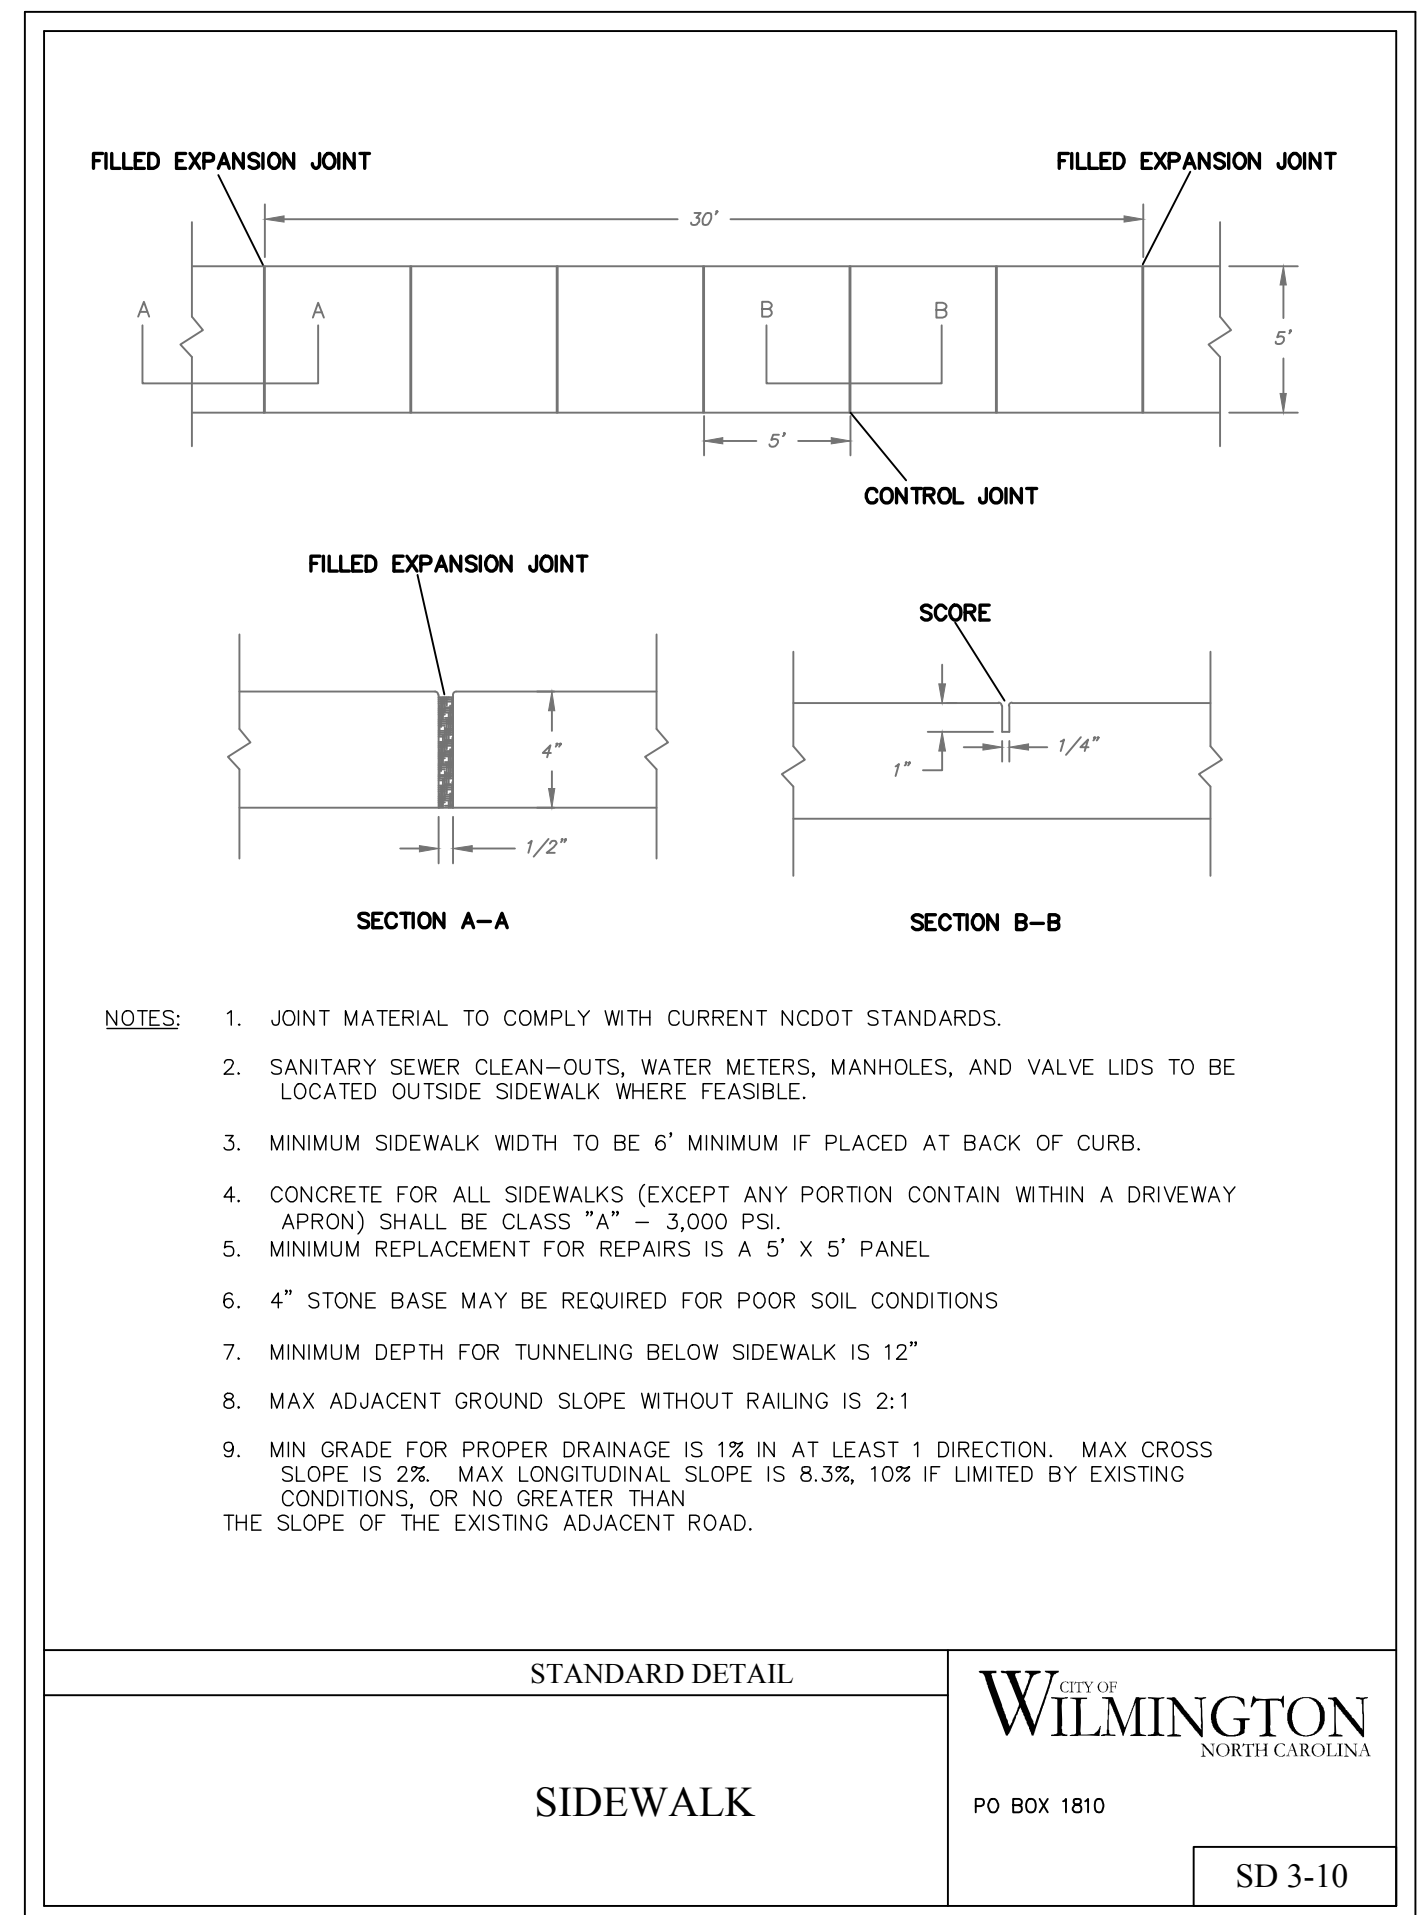 FILLED EXPANSION JOINT
FILLED EXPANSION JOINT
30'
A
A
B
B
5'
5'
CONTROL JOINT
FILLED EXPANSION JOINT
SCORE
4"
1/4"
1"
1/2"
SECTION A-A
SECTION B-B
NOTES: 1. JOINT MATERIAL TO COMPLY WITH CURRENT NCDOT STANDARDS.
2. SANITARY SEWER CLEAN-OUTS, WATER METERS, MANHOLES, AND VALVE LIDS TO BE
LOCATED OUTSIDE SIDEWALK WHERE FEASIBLE.
3. MINIMUM SIDEWALK WIDTH TO BE 6' MINIMUM IF PLACED AT BACK OF CURB.
4. CONCRETE FOR ALL SIDEWALKS (EXCEPT ANY PORTION CONTAIN WITHIN A DRIVEWAY
APRON) SHALL BE CLASS "A" - 3,000 PSI.
5. MINIMUM REPLACEMENT FOR REPAIRS IS A 5' X 5' PANEL
6. 4" STONE BASE MAY BE REQUIRED FOR POOR SOIL CONDITIONS
7. MINIMUM DEPTH FOR TUNNELING BELOW SIDEWALK IS 12"
8. MAX ADJACENT GROUND SLOPE WITHOUT RAILING IS 2:1
9. MIN GRADE FOR PROPER DRAINAGE IS 1% IN AT LEAST 1 DIRECTION. MAX CROSS
SLOPE IS 2%. MAX LONGITUDINAL SLOPE IS 8.3%, 10% IF LIMITED BY EXISTING
CONDITIONS, OR NO GREATER THAN
THE SLOPE OF THE EXISTING ADJACENT ROAD.
STANDARD DETAIL
SIDEWALK
CITY OF
WILMINGTON
NORTH CAROLINA
PO BOX 1810
SD 3-10